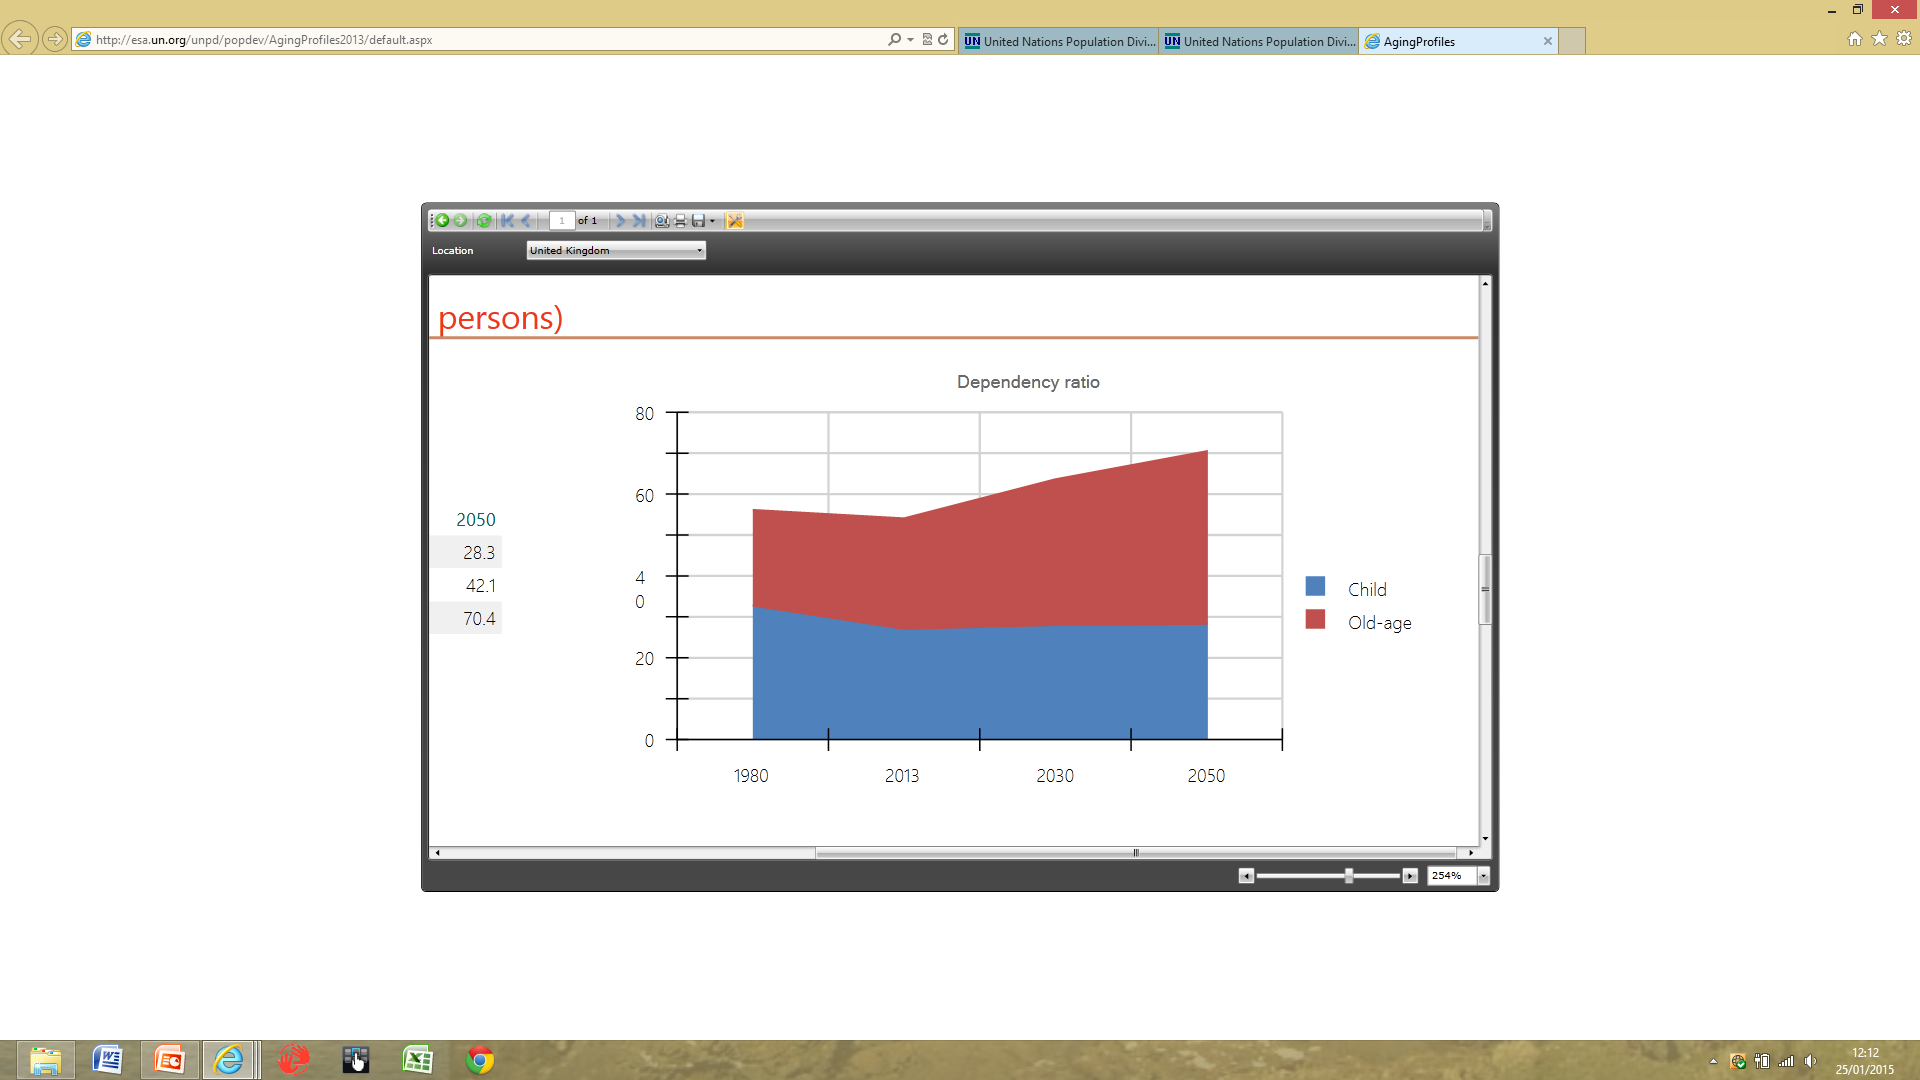 http://esa.un.org/unpd/popdev/AgingProfiles2013/default.aspx
UN United Nations Population Divi...
UN United Nations Population Divi...
AgingProfiles
1 of 1
Location United Kingdom
persons)
Dependency ratio
80
60
4
0
20
0
1980 2013 2030 2050
2050
28.3
42.1
70.4
Child
Old-age
254%
12:12
25/01/2015